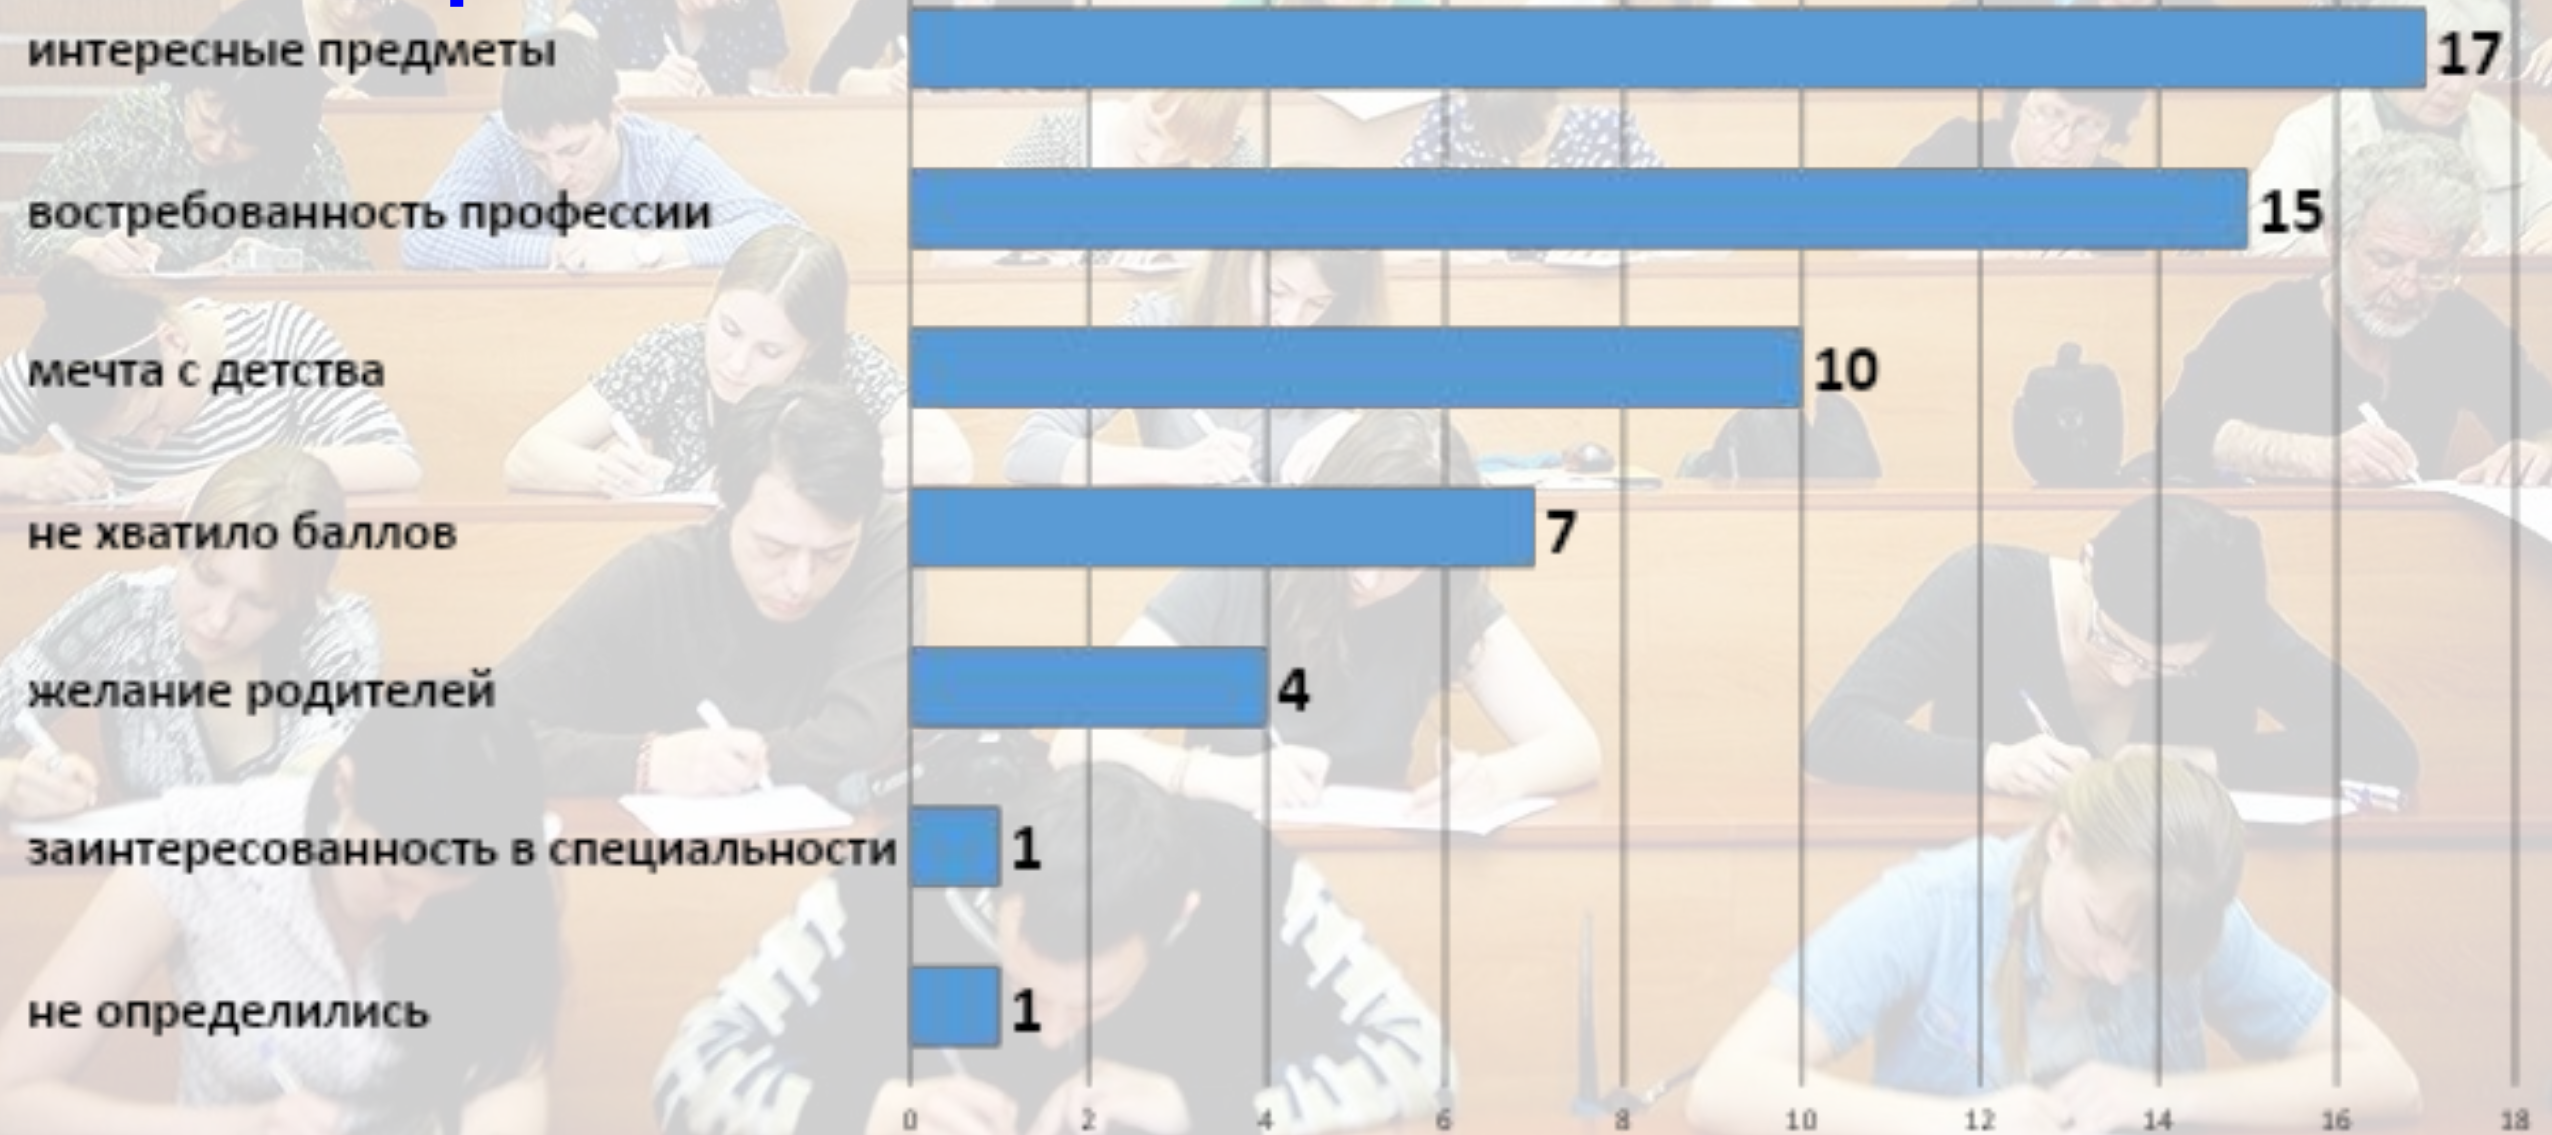 интересные предметы 17
востребованность профессии 15
мечта с детства 10
не хватило баллов 7
желание родителей 4
заинтересованность в специальности 1
не определились 1
0 2 4 6 8 10 12 14 16 18